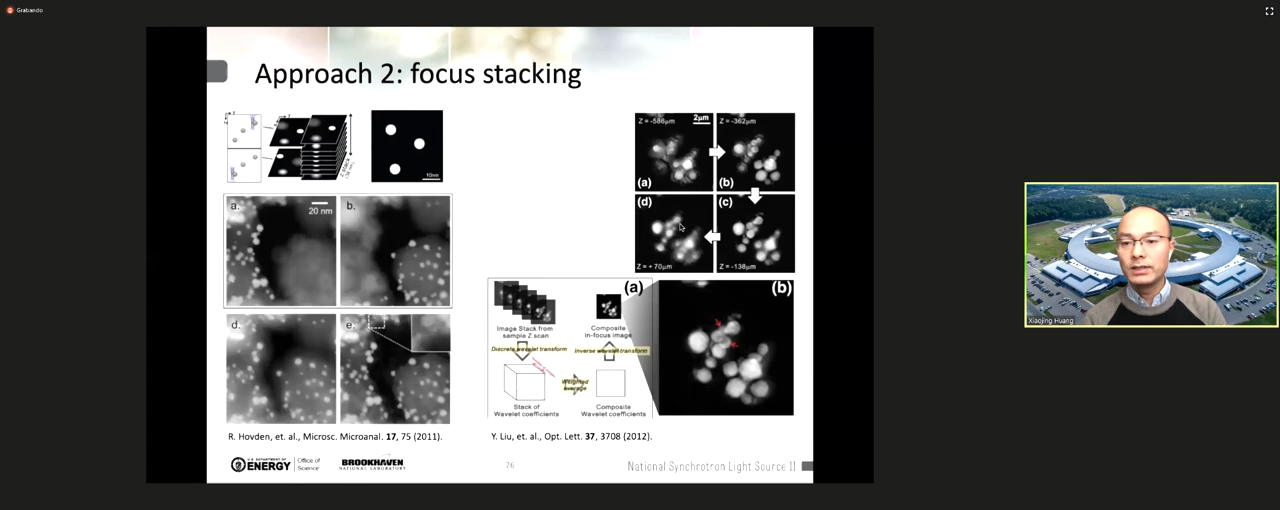 Grabando
Approach 2: focus stacking
10nm
a.
20 nm
b.
d.
e.
Z = -586µm
2µm
(a)
Z = -362µm
(b)
(d)
Z = + 70µm
(c)
Z = -138µm
(a)
Image Stack from
sample Z scan
Composite
in-focus image
Discrete wavelet transform
Inverse wavelet transform
Weighted
average
Stack of
Wavelet coefficients
Composite
Wavelet coefficients
(b)
R. Hovden, et. al., Microsc. Microanal. 17, 75 (2011).
Y. Liu, et. al., Opt. Lett. 37, 3708 (2012).
U.S. DEPARTMENT OF
ENERGY
Office of
Science
BROOKHAVEN
NATIONAL LABORATORY
76
National Synchrotron Light Source II
Xiaojing Huang